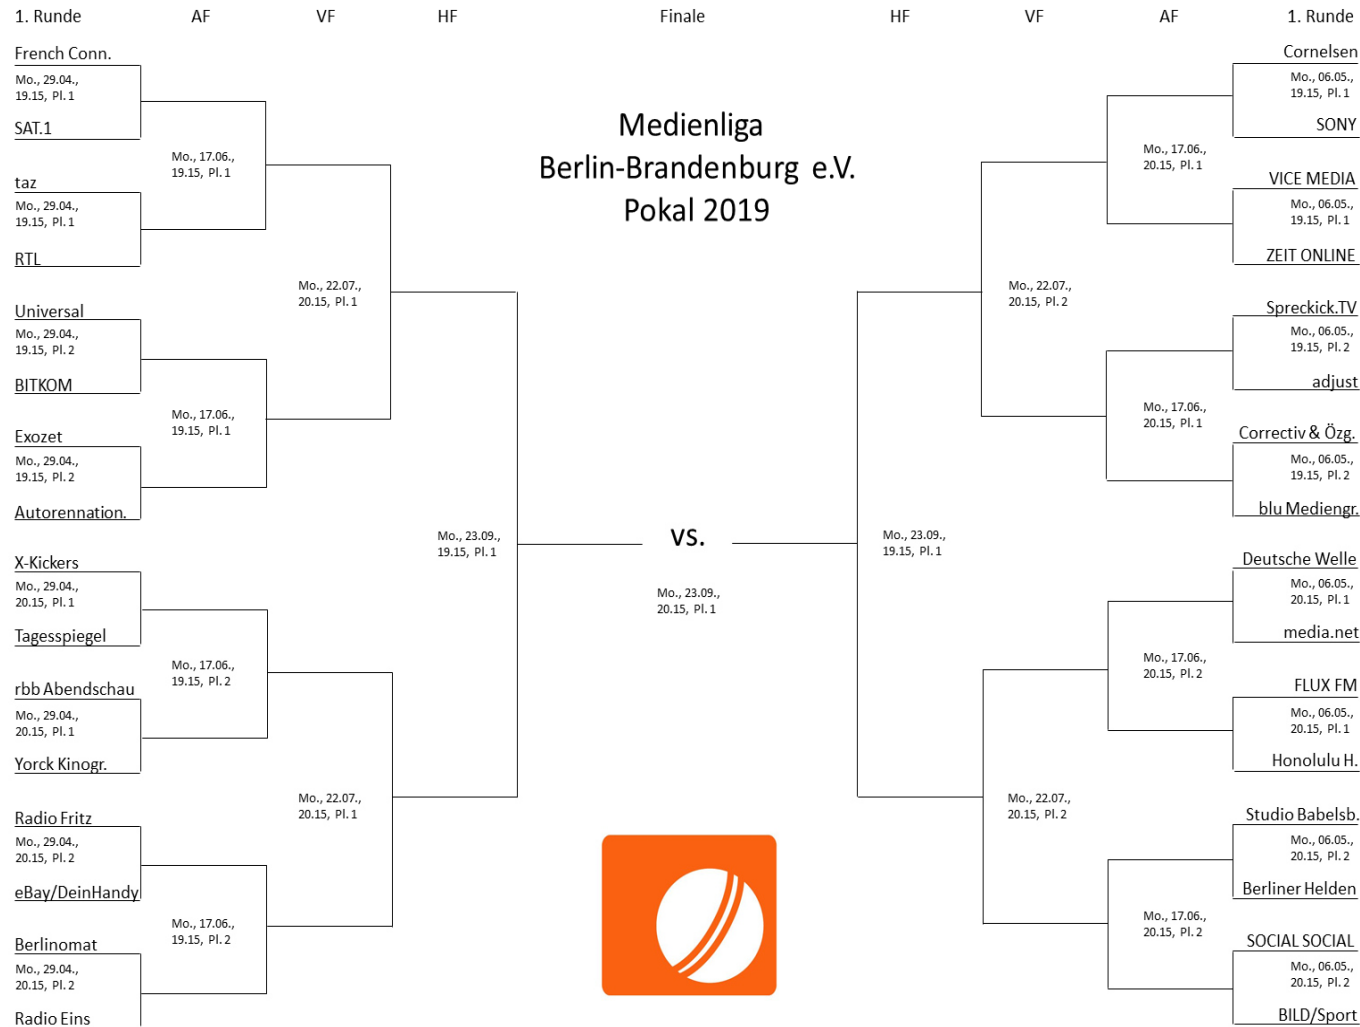 1. Runde AF VF HF Finale HF VF AF 1. Runde
Medienliga
Berlin-Brandenburg e.V.
Pokal 2019
French Conn.
Mo., 29.04.,
19.15, Pl. 1
SAT.1
taz
Mo., 29.04.,
19.15, Pl. 1
RTL
Universal
Mo., 29.04.,
19.15, Pl. 2
BITKOM
Exozet
Mo., 29.04.,
19.15, Pl. 2
Autorennation.
X-Kickers
Mo., 29.04.,
20.15, Pl. 1
Tagesspiegel
rbb Abendschau
Mo., 29.04.,
20.15, Pl. 1
Yorck Kinogr.
Radio Fritz
Mo., 29.04.,
20.15, Pl. 2
eBay/DeinHandy
Berlinomat
Mo., 29.04.,
20.15, Pl. 2
Radio Eins
Mo., 17.06.,
19.15, Pl. 1
Mo., 17.06.,
19.15, Pl. 1
Mo., 17.06.,
19.15, Pl. 2
Mo., 17.06.,
19.15, Pl. 2
Mo., 22.07.,
20.15, Pl. 1
Mo., 22.07.,
20.15, Pl. 1
Mo., 23.09.,
19.15, Pl. 1
vs.
Mo., 23.09.,
20.15, Pl. 1
Mo., 23.09.,
19.15, Pl. 1
Mo., 22.07.,
20.15, Pl. 2
Mo., 22.07.,
20.15, Pl. 2
Mo., 17.06.,
20.15, Pl. 1
Mo., 17.06.,
20.15, Pl. 1
Mo., 17.06.,
20.15, Pl. 2
Mo., 17.06.,
20.15, Pl. 2
Cornelsen
Mo., 06.05.,
19.15, Pl. 1
SONY
VICE MEDIA
Mo., 06.05.,
19.15, Pl. 1
ZEIT ONLINE
Spreckick.TV
Mo., 06.05.,
19.15, Pl. 2
adjust
Correctiv & Özg.
Mo., 06.05.,
19.15, Pl. 2
blu Mediengr.
Deutsche Welle
Mo., 06.05.,
20.15, Pl. 1
media.net
FLUX FM
Mo., 06.05.,
20.15, Pl. 1
Honolulu H.
Studio Babelsb.
Mo., 06.05.,
20.15, Pl. 2
Berliner Helden
SOCIAL SOCIAL
Mo., 06.05.,
20.15, Pl. 2
BILD/Sport